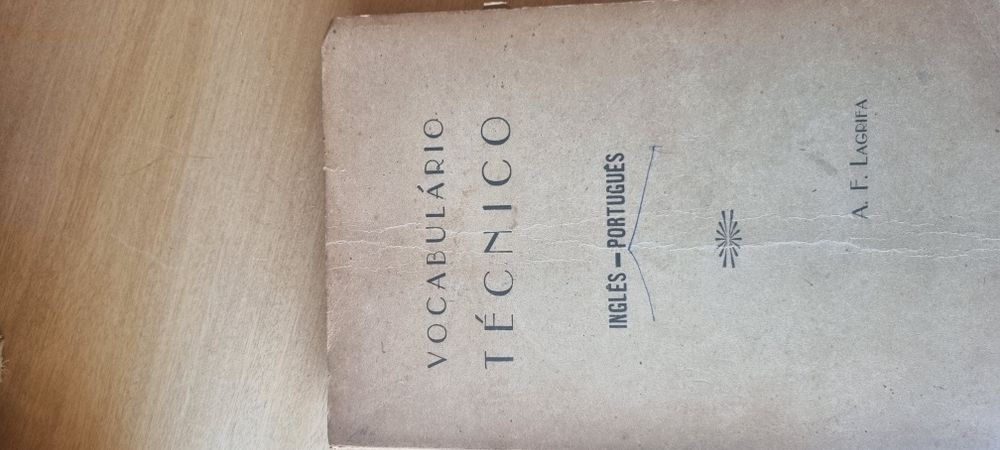 VOCABULÁRIO
TÉCNICO
INGLÊS – PORTUGUÊS
A. F. LAGRIFA